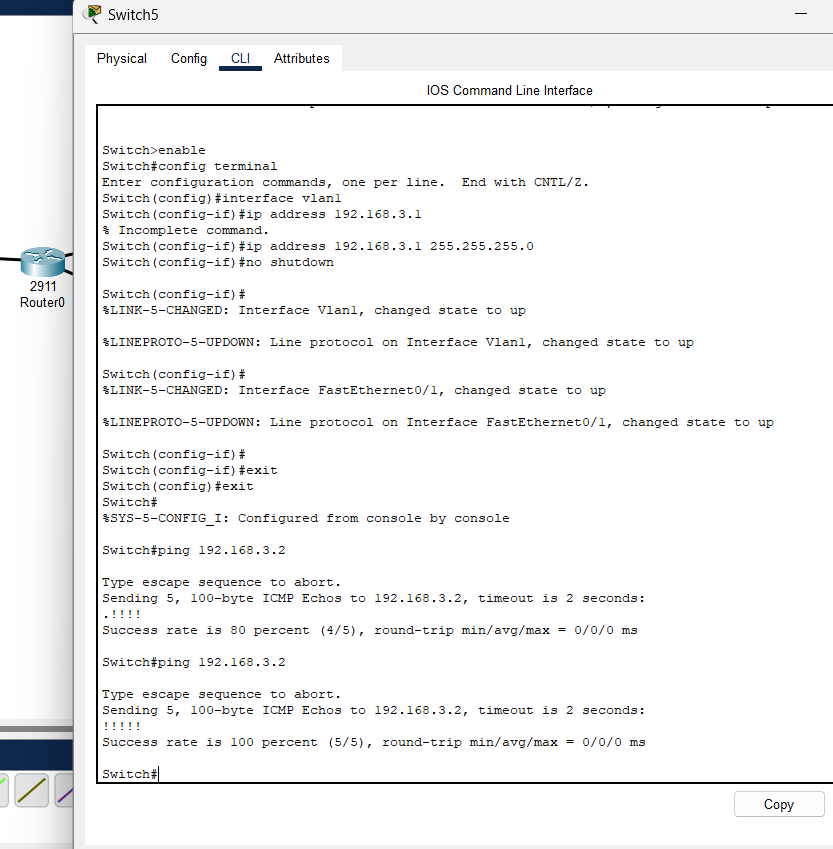 Switch5
Physical Config CLI Attributes
IOS Command Line Interface
Switch>enable
Switch#config terminal
Enter configuration commands, one per line.  End with CNTL/Z.
Switch(config)#interface vlan1
Switch(config-if)#ip address 192.168.3.1
% Incomplete command.
Switch(config-if)#ip address 192.168.3.1 255.255.255.0
Switch(config-if)#no shutdown
Switch(config-if)#
%LINK-5-CHANGED: Interface Vlan1, changed state to up
%LINEPROTO-5-UPDOWN: Line protocol on Interface Vlan1, changed state to up
Switch(config-if)#
%LINK-5-CHANGED: Interface FastEthernet0/1, changed state to up
%LINEPROTO-5-UPDOWN: Line protocol on Interface FastEthernet0/1, changed state to up
Switch(config-if)#
Switch(config-if)#exit
Switch(config)#exit
Switch#
%SYS-5-CONFIG_I: Configured from console by console
Switch#ping 192.168.3.2
Type escape sequence to abort.
Sending 5, 100-byte ICMP Echos to 192.168.3.2, timeout is 2 seconds:
.!!!!
Success rate is 80 percent (4/5), round-trip min/avg/max = 0/0/0 ms
Switch#ping 192.168.3.2
Type escape sequence to abort.
Sending 5, 100-byte ICMP Echos to 192.168.3.2, timeout is 2 seconds:
!!!!!
Success rate is 100 percent (5/5), round-trip min/avg/max = 0/0/0 ms
Switch#
Copy
2911
Router0